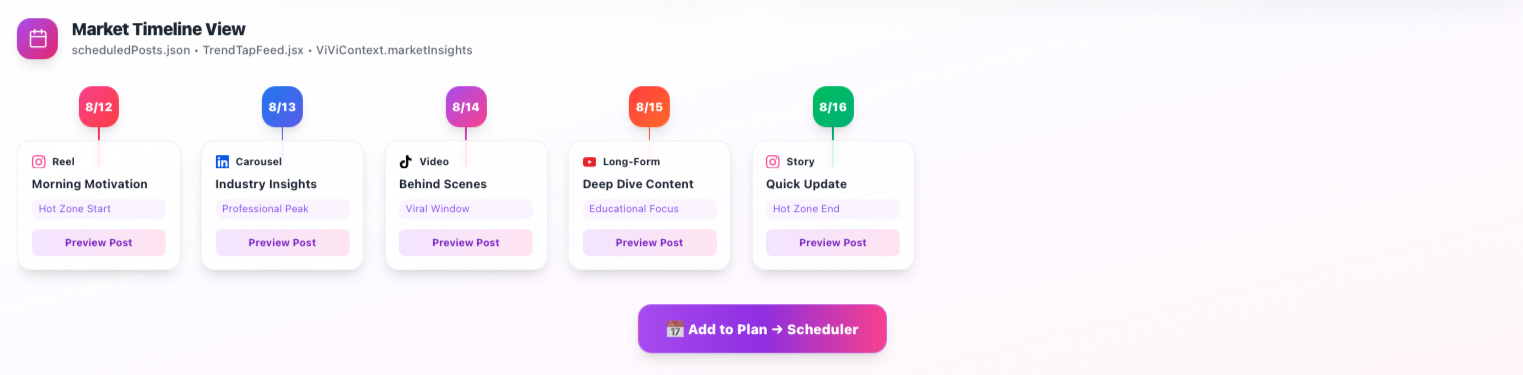 Market Timeline View
scheduledPosts.json • TrendTapFeed.jsx • ViViContext.marketInsights
8/12
8/13
8/14
8/15
8/16
Reel
Morning Motivation
Hot Zone Start
Preview Post
Carousel
Industry Insights
Professional Peak
Preview Post
Video
Behind Scenes
Viral Window
Preview Post
Long-Form
Deep Dive Content
Educational Focus
Preview Post
Story
Quick Update
Hot Zone End
Preview Post
📅 Add to Plan → Scheduler